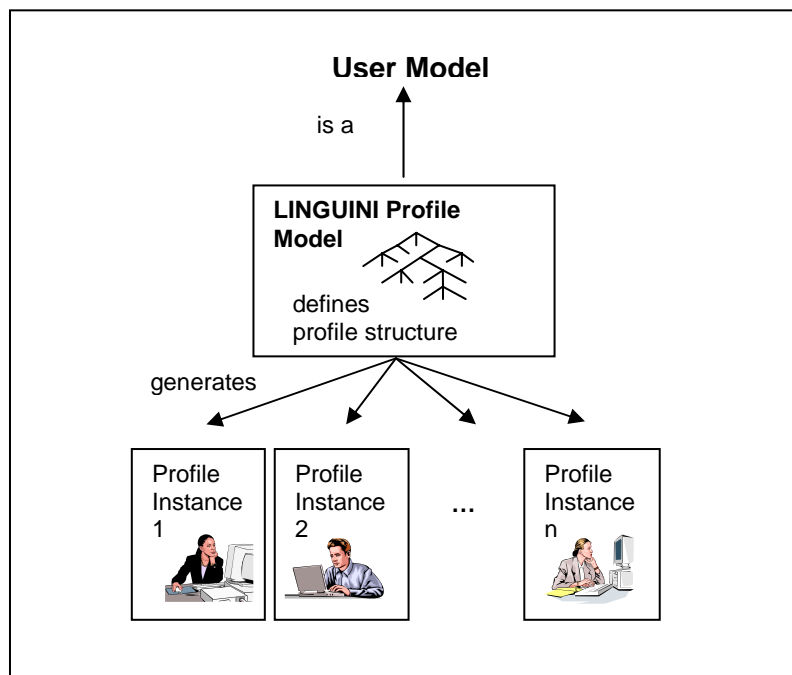 User Model
is a
LINGUINI Profile
Model
defines
profile structure
generates
Profile
Instance
1
Profile
Instance
2
...
Profile
Instance
n